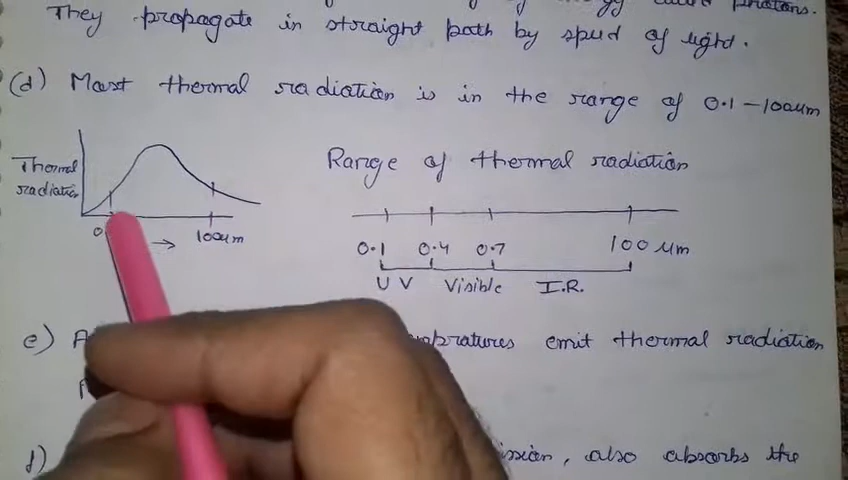 photons.
They propagate in straight path by speed of light.
(d) Most thermal radiation is in the range of 0.1 - 100um
Thermal
radiation
100um
Range of thermal radiation
0.1 0.4 0.7 100 um
UV Visible I.R.
e) emit thermal radiation
f) also absorbs the